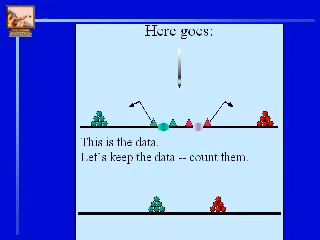 Here goes:
This is the data.
Let's keep the data -- count them.